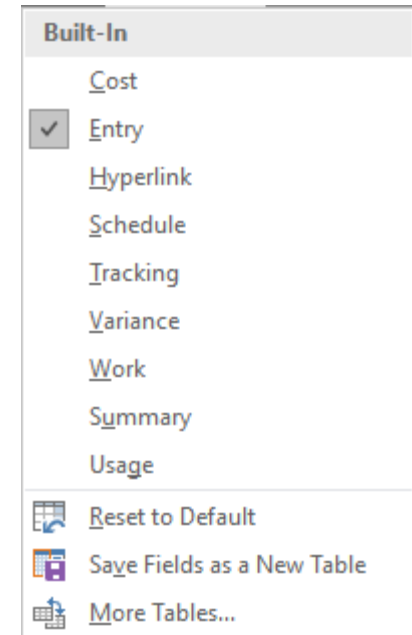 Built-In
Cost
Entry
Hyperlink
Schedule
Tracking
Variance
Work
Summary
Usage
Reset to Default
Save Fields as a New Table
More Tables...